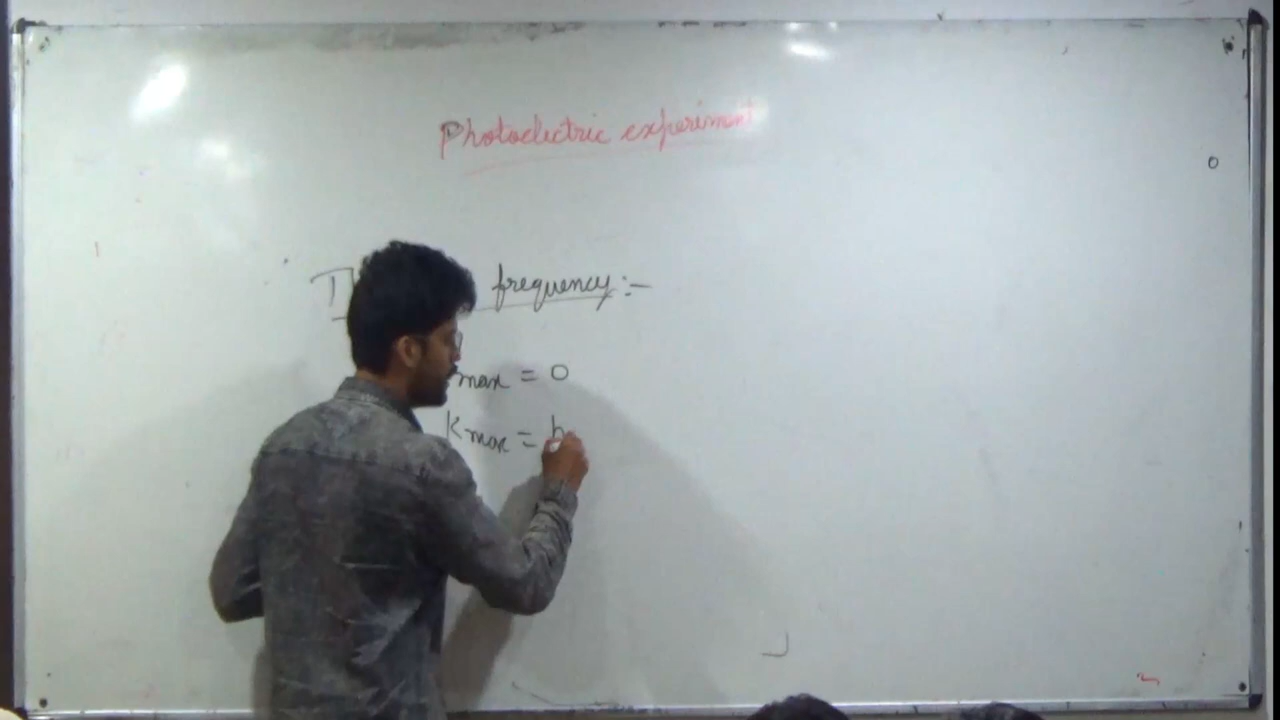 Photoelectric experiment
frequency:-
max = 0
Kmax = h